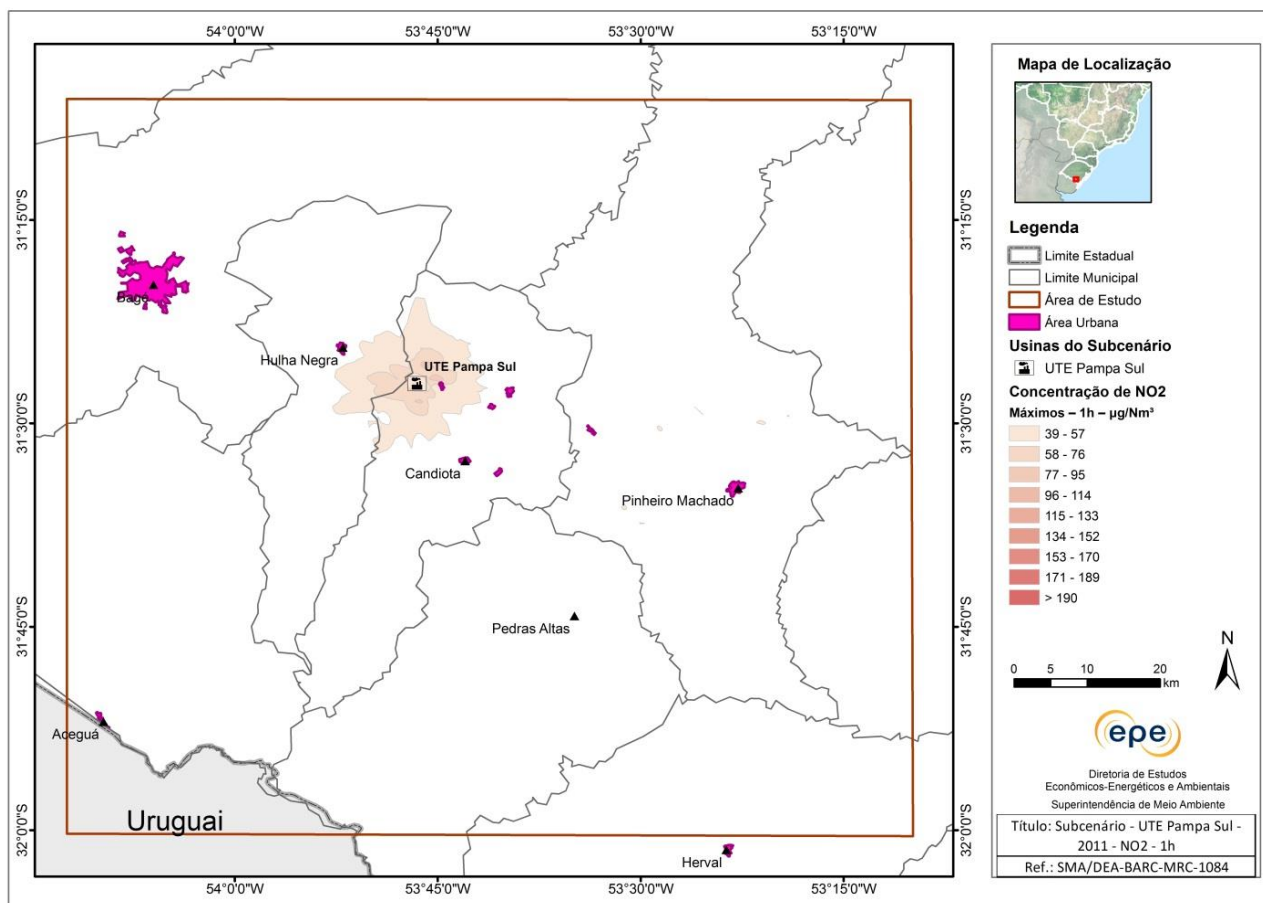 54°0'0"W
53°45'0"W
53°30'0"W
53°15'0"W
31°15'0"S
31°30'0"S
31°45'0"S
32°0'0"S
Bagé
Hulha Negra
UTE Pampa Sul
Candiota
Pinheiro Machado
Pedras Altas
Aceguá
Uruguai
Herval
31°15'0"S
31°30'0"S
31°45'0"S
32°0'0"S
54°0'0"W
53°45'0"W
53°30'0"W
53°15'0"W
Mapa de Localização
Legenda
Limite Estadual
Limite Municipal
Área de Estudo
Área Urbana
Usinas do Subcenário
UTE Pampa Sul
Concentração de NO2
Máximos – 1h – µg/Nm³
39 - 57
58 - 76
77 - 95
96 - 114
115 - 133
134 - 152
153 - 170
171 - 189
> 190
N
0 5 10 20
km
epe
Diretoria de Estudos
Econômicos-Energéticos e Ambientais
Superintendência de Meio Ambiente
Título: Subcenário - UTE Pampa Sul -
2011 - NO2 - 1h
Ref.: SMA/DEA-BARC-MRC-1084